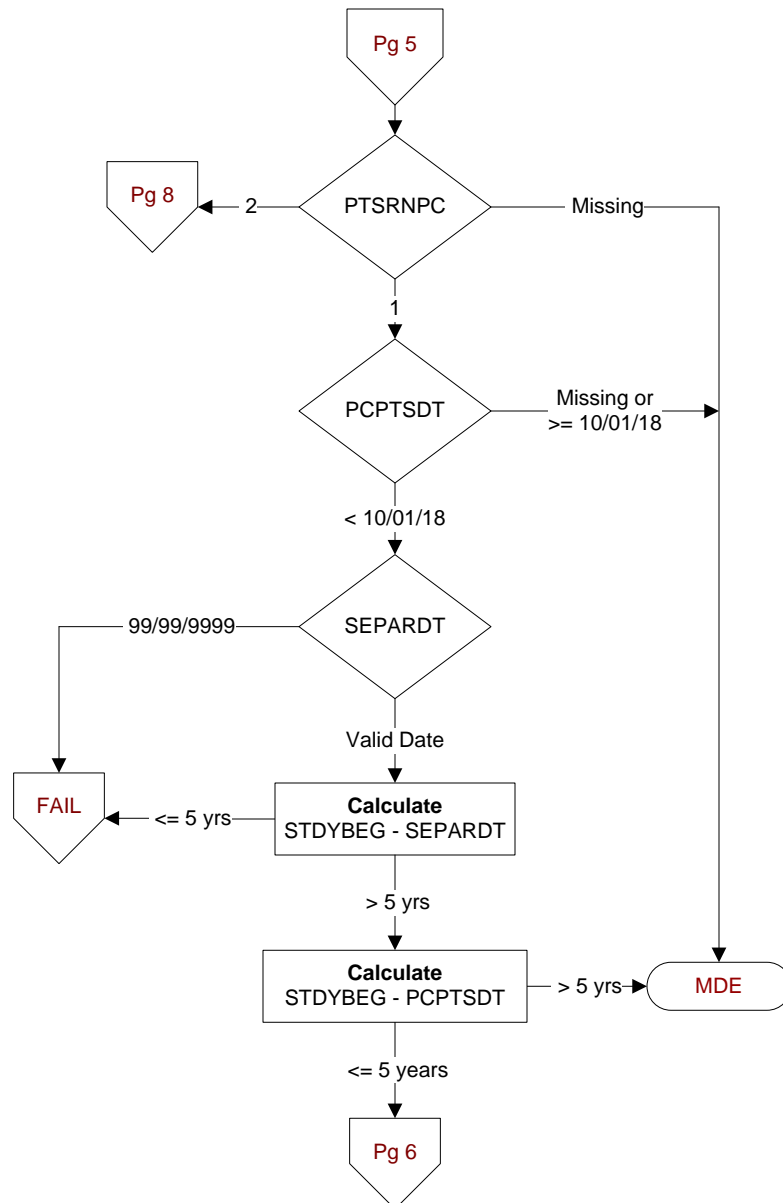 Pg 5
PTSRNPC
Pg 8
2
Missing
1
PCPTSDT
Missing or
>= 10/01/18
< 10/01/18
SEPARDT
99/99/9999
Valid Date
FAIL
<= 5 yrs
Calculate
STDYBEG - SEPARDT
> 5 yrs
Calculate
STDYBEG - PCPTSDT
> 5 yrs
MDE
<= 5 years
Pg 6